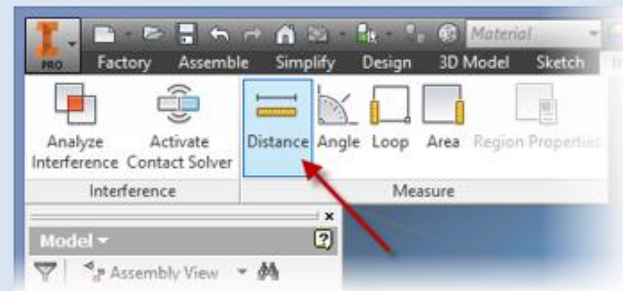 PRO
Material
Factory Assemble Simplify Design 3D Model Sketch
Analyze Interference
Activate Contact Solver
Distance Angle Loop Area Region Properties
Interference Measure
Model
Assembly View